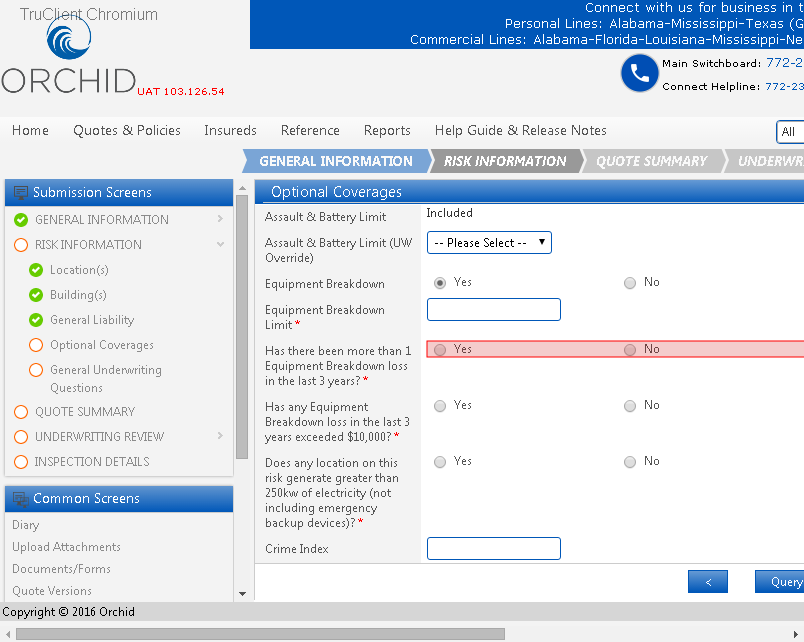 TruClient Chromium
Connect with us for business in t
Personal Lines: Alabama-Mississippi-Texas (G
Commercial Lines: Alabama-Florida-Louisiana-Mississippi-Ne
ORCHID UAT 103.126.54
Main Switchboard: 772-2
Connect Helpline: 772-23
Home Quotes & Policies Insureds Reference Reports Help Guide & Release Notes All
GENERAL INFORMATION RISK INFORMATION QUOTE SUMMARY UNDERWR
Submission Screens
GENERAL INFORMATION
RISK INFORMATION
Location(s)
Building(s)
General Liability
Optional Coverages
General Underwriting
Questions
QUOTE SUMMARY
UNDERWRITING REVIEW
INSPECTION DETAILS
Common Screens
Diary
Upload Attachments
Documents/Forms
Quote Versions
Optional Coverages
Assault & Battery Limit Included
Assault & Battery Limit (UW
Override) -- Please Select --
Equipment Breakdown Yes No
Equipment Breakdown
Limit *
Has there been more than 1 Yes No
Equipment Breakdown loss
in the last 3 years? *
Has any Equipment Yes No
Breakdown loss in the last 3
years exceeded $10,000? *
Does any location on this Yes No
risk generate greater than
250kw of electricity (not
including emergency
backup devices)? *
Crime Index
< Query
Copyright © 2016 Orchid